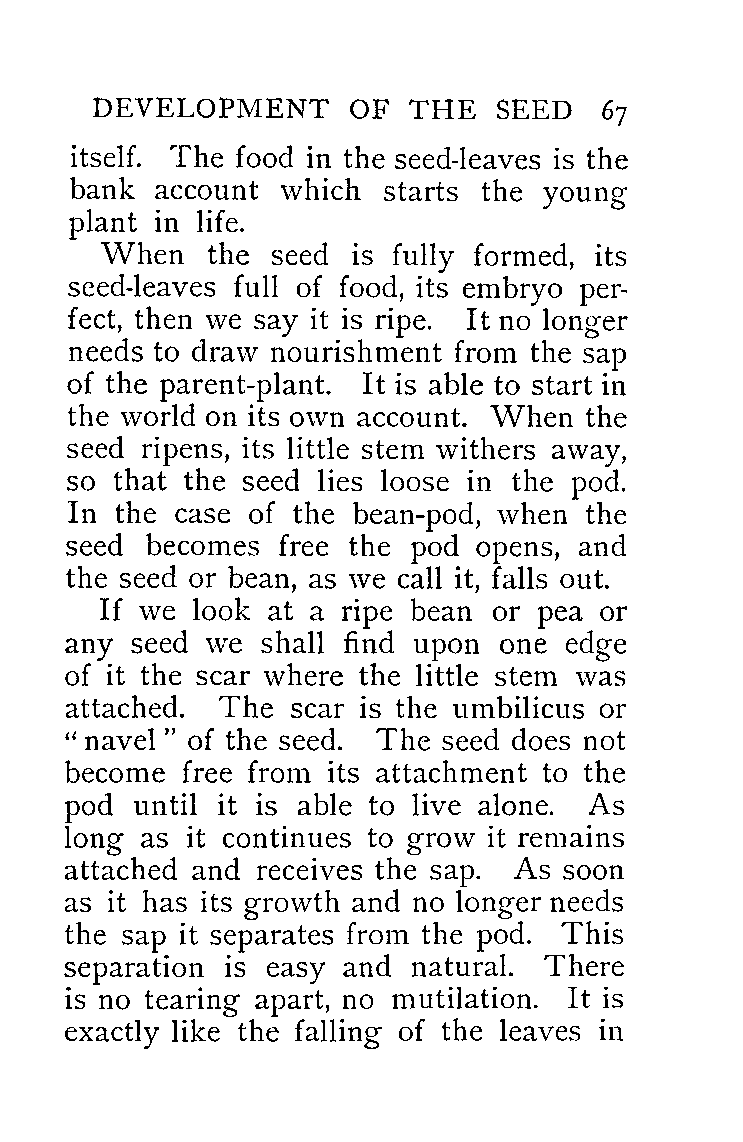 DEVELOPMENT OF THE SEED 67
itself. The food in the seed-leaves is the
bank account which starts the young
plant in life.
When the seed is fully formed, its
seed-leaves full of food, its embryo per-
fect, then we say it is ripe. It no longer
needs to draw nourishment from the sap
of the parent-plant. It is able to start in
the world on its own account. When the
seed ripens, its little stem withers away,
so that the seed lies loose in the pod.
In the case of the bean-pod, when the
seed becomes free the pod opens, and
the seed or bean, as we call it, falls out.
If we look at a ripe bean or pea or
any seed we shall find upon one edge
of it the scar where the little stem was
attached. The scar is the umbilicus or
“ navel ” of the seed. The seed does not
become free from its attachment to the
pod until it is able to live alone. As
long as it continues to grow it remains
attached and receives the sap. As soon
as it has its growth and no longer needs
the sap it separates from the pod. This
separation is easy and natural. There
is no tearing apart, no mutilation. It is
exactly like the falling of the leaves in